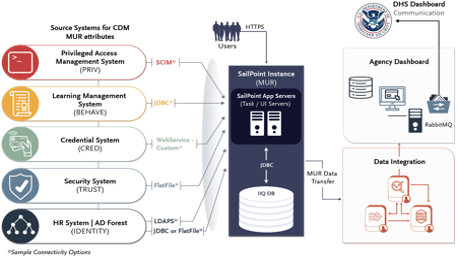 Source Systems for CDM
MUR attributes
Privileged Access
Management System
(PRIV)
Learning Management
System
(BEHAVE)
Credential System
(CRED)
Security System
(TRUST)
HR System | AD Forest
(IDENTITY)
*Sample Connectivity Options
SCIM*
JDBC*
WebService -
Custom*
FlatFile*
LDAPS*
JDBC or FlatFile*
Users
HTTPS
SailPoint Instance
(MUR)
SailPoint App Servers
(Task / UI Servers)
JDBC
IIQ DB
MUR Data
Transfer
DHS Dashboard
Communication
Agency Dashboard
RabbitMQ
Data Integration